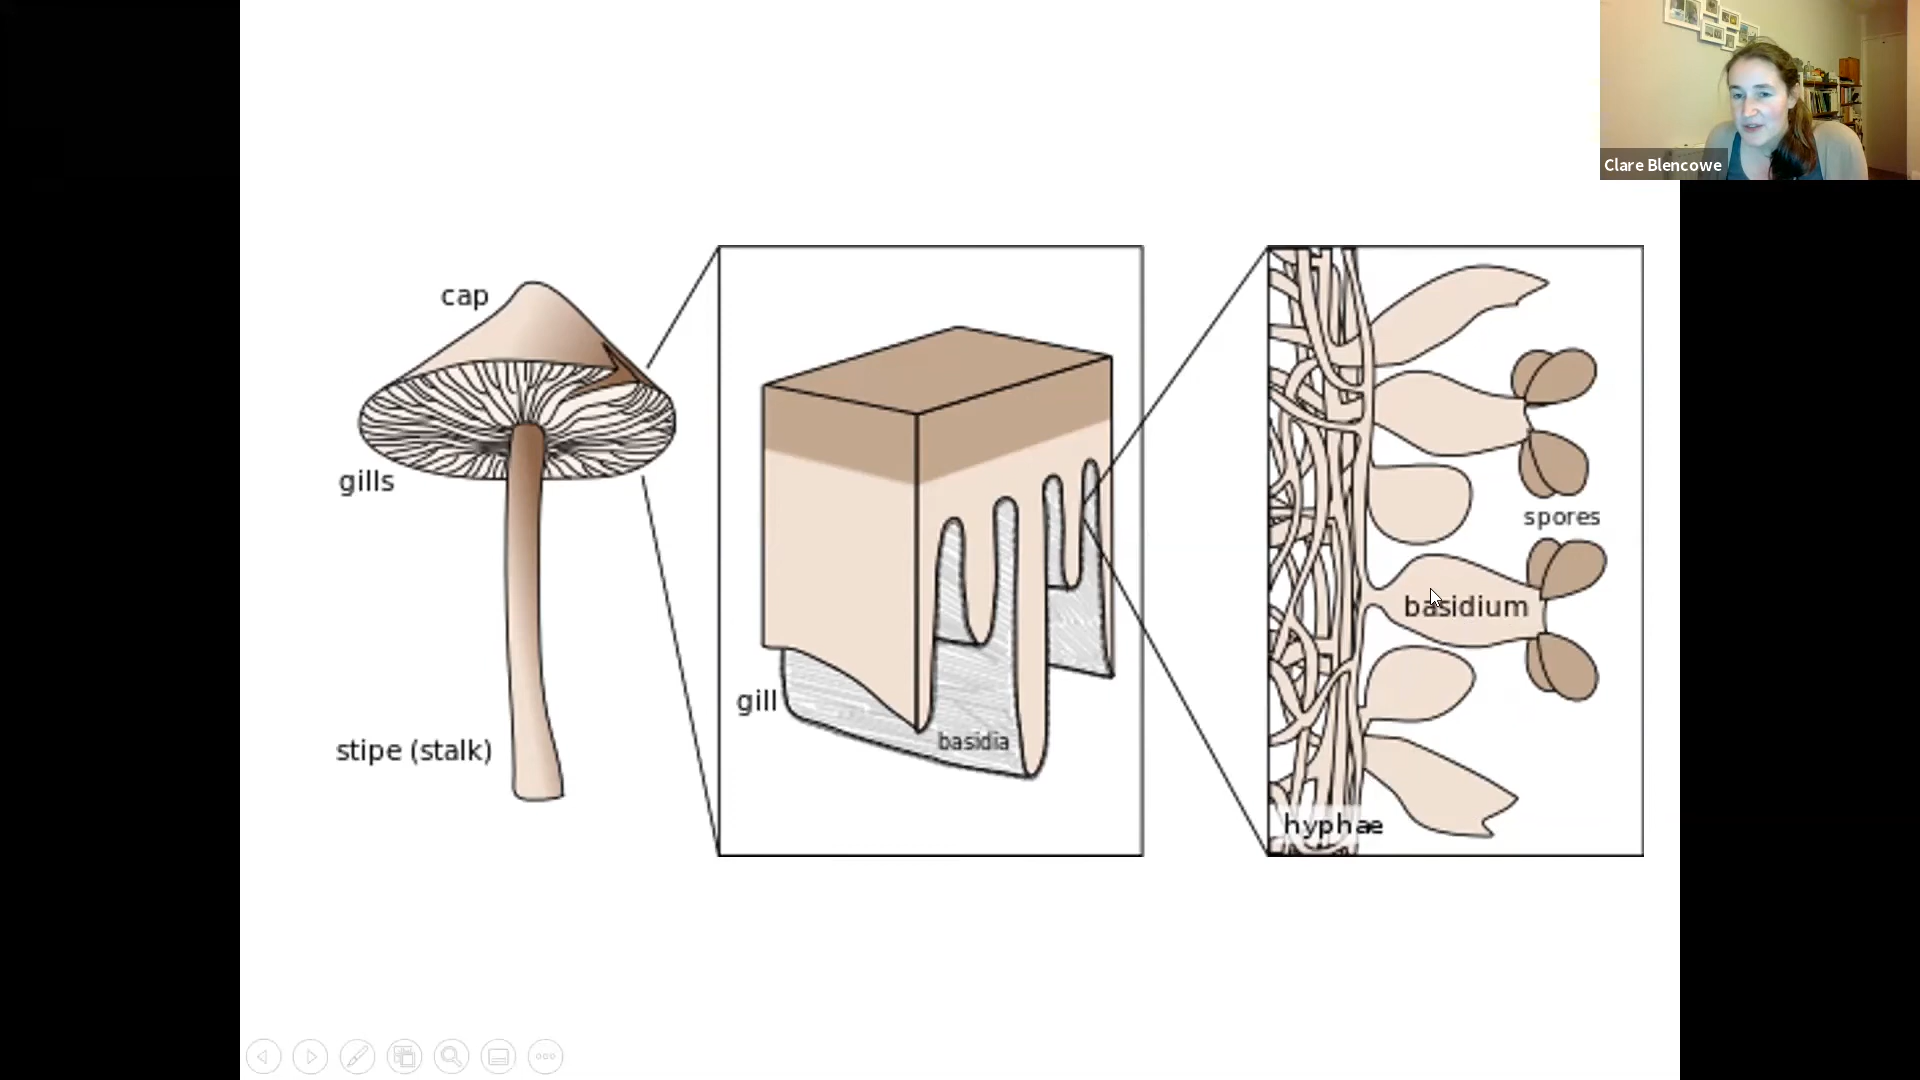 Clare Blencowe
cap
gills
stipe (stalk)
gill
basidia
spores
basidium
hyphae